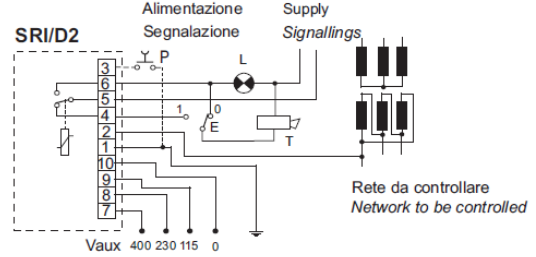 Alimentazione Supply
Segnalazione Signallings
SRI/D2
P
L
3
6
5
4
2
1
10
9
8
7
1 0
E
T
Rete da controllare
Network to be controlled
Vaux 400 230 115 0